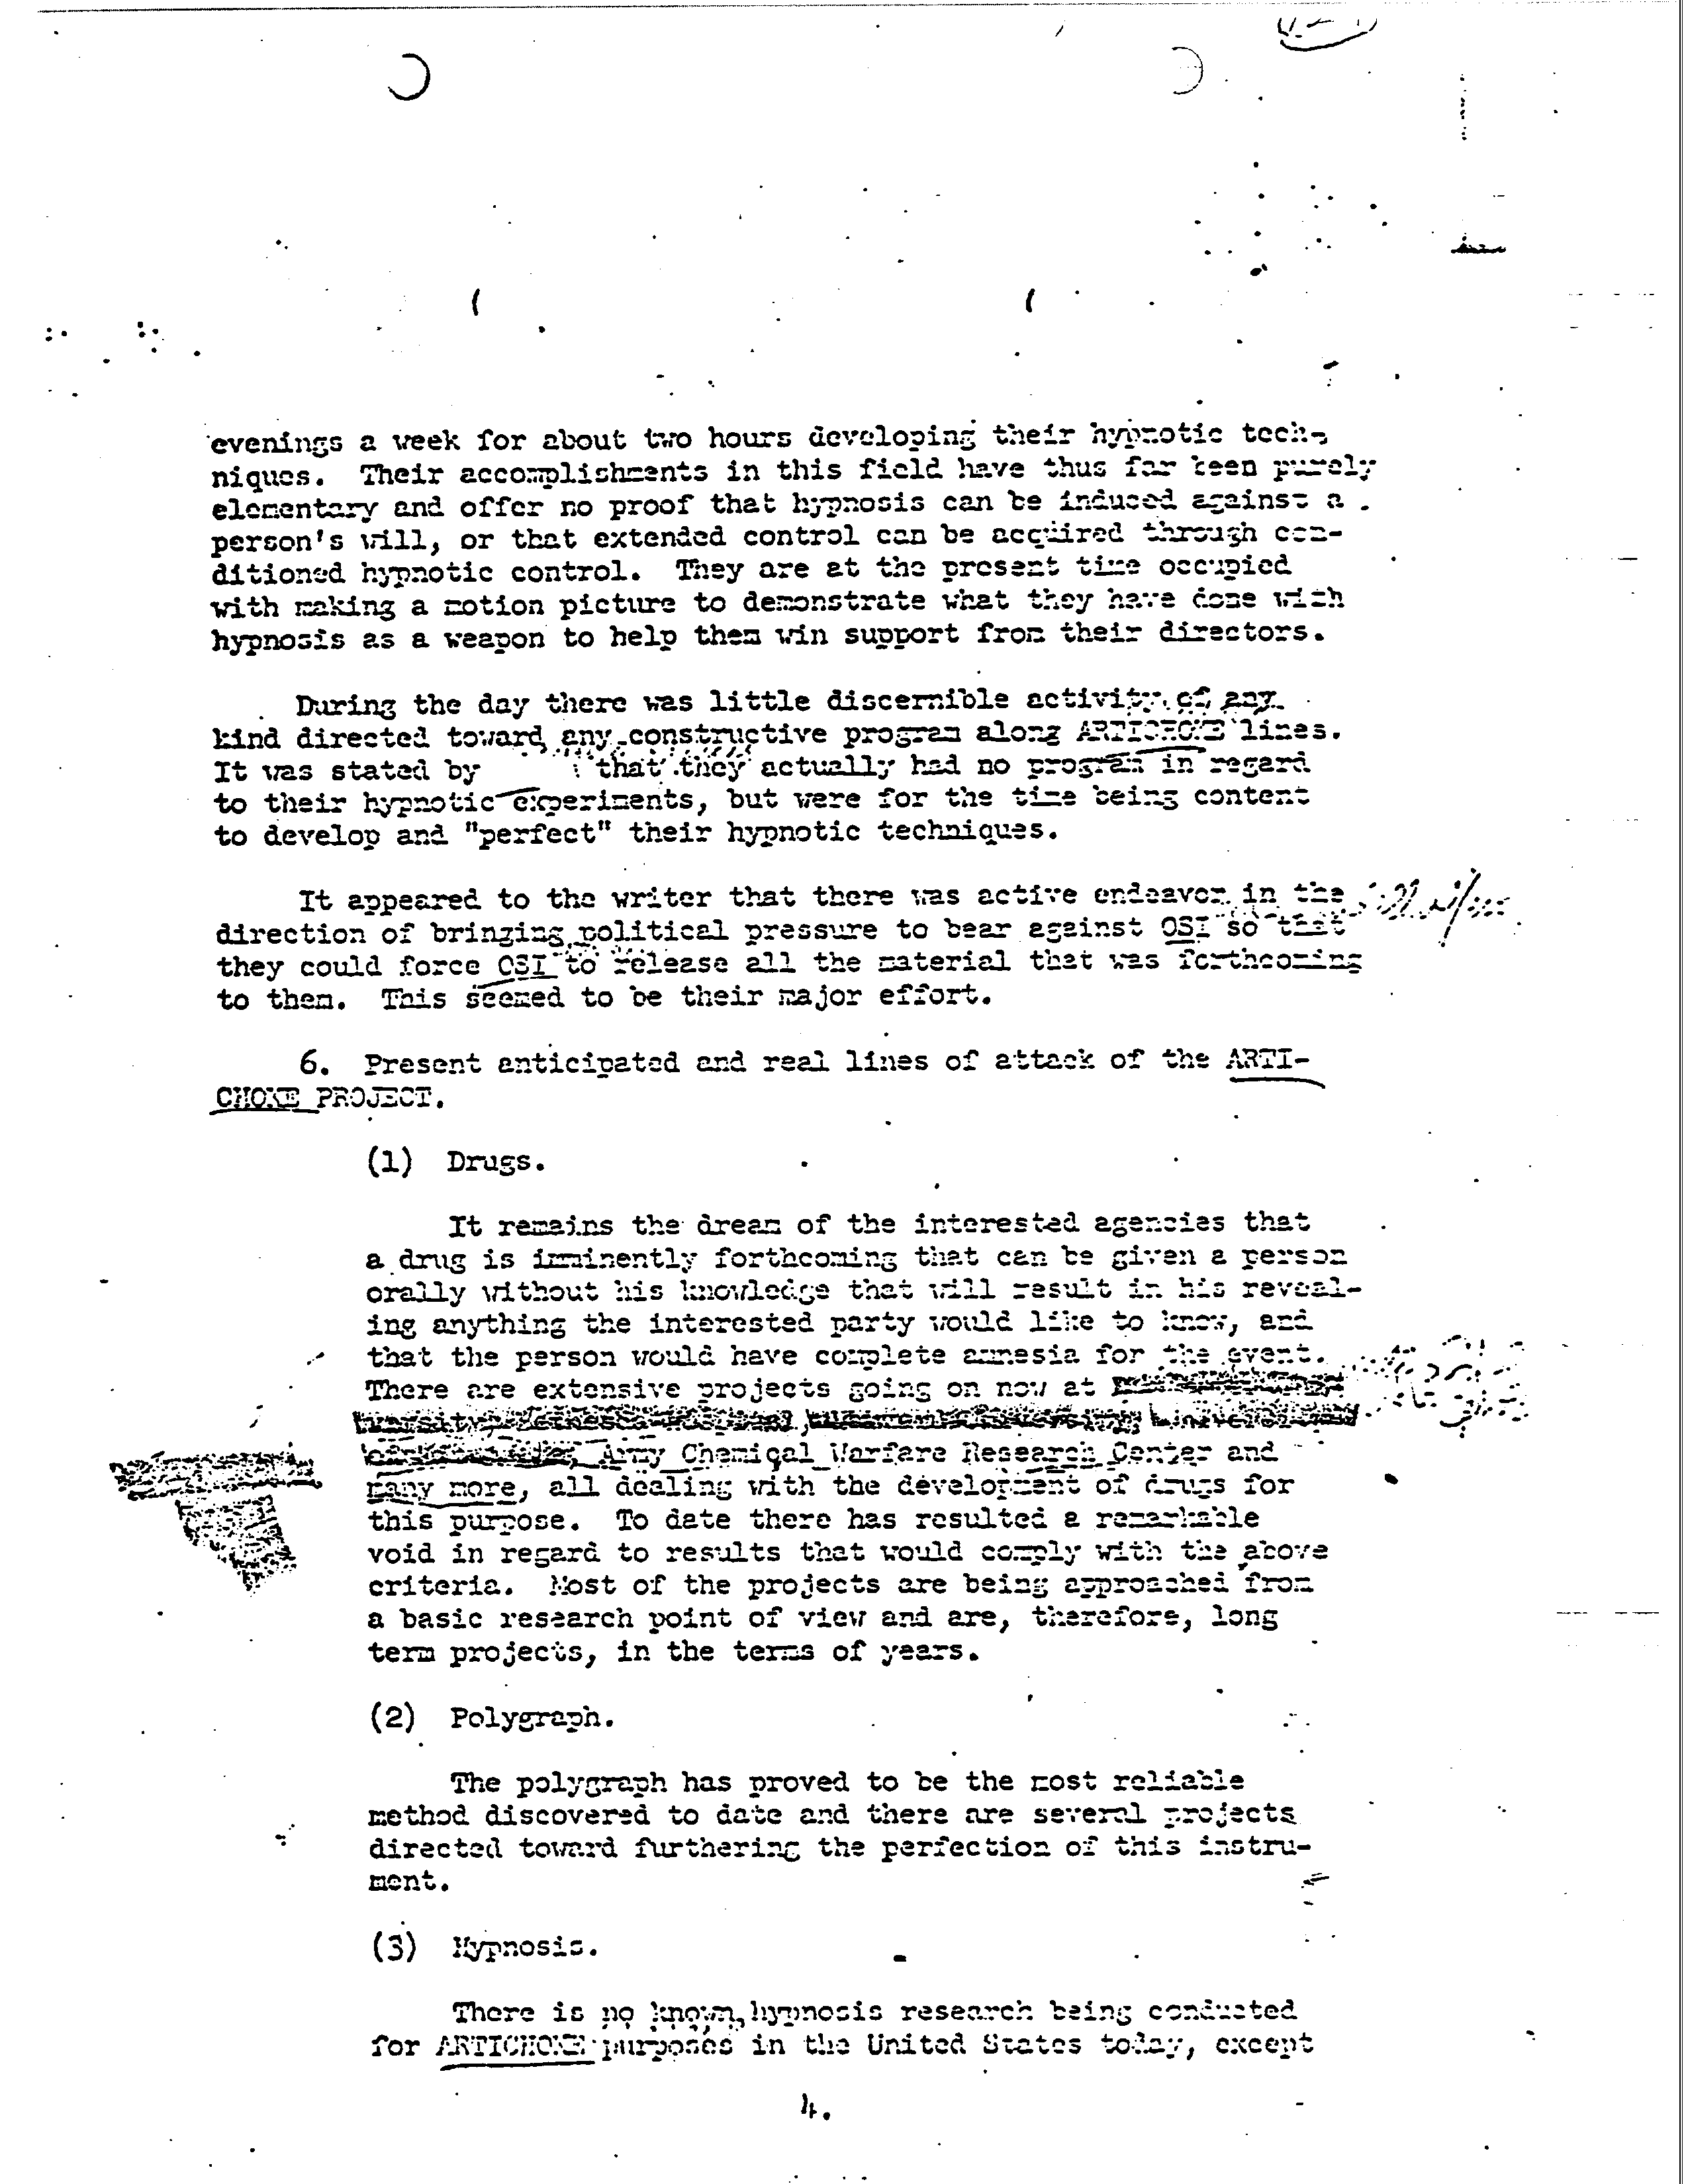 evenings a week for about two hours developing their hypnotic tech-
niques. Their accomplishments in this field have thus far been purely
elementary and offer no proof that hypnosis can be induced against a
person's will, or that extended control can be acquired through con-
ditioned hypnotic control. They are at the present time occupied
with making a motion picture to demonstrate what they have done with
hypnosis as a weapon to help them win support from their directors.
During the day there was little discernible activity of any
kind directed toward any constructive program along ARTICHOKE lines.
It was stated by that they actually had no program in regard
to their hypnotic experiments, but were for the time being content
to develop and "perfect" their hypnotic techniques.
It appeared to the writer that there was active endeavor in the
direction of bringing political pressure to bear against OSI so that
they could force OSI to release all the material that was forthcoming
to them. This seemed to be their major effort.
6. Present anticipated and real lines of attack of the ARTI-
CHOKE PROJECT.
(1) Drugs.
It remains the dream of the interested agencies that
a drug is imminently forthcoming that can be given a person
orally without his knowledge that will result in his reveal-
ing anything the interested party would like to know, and
that the person would have complete amnesia for the event.
There are extensive projects going on now at
Army Chemical Warfare Research Center and
many more, all dealing with the development of drugs for
this purpose. To date there has resulted a remarkable
void in regard to results that would comply with the above
criteria. Most of the projects are being approached from
a basic research point of view and are, therefore, long
term projects, in the terms of years.
(2) Polygraph.
The polygraph has proved to be the most reliable
method discovered to date and there are several projects
directed toward furthering the perfection of this instru-
ment.
(3) Hypnosis.
There is no known hypnosis research being conducted
for ARTICHOKE purposes in the United States today, except
4.